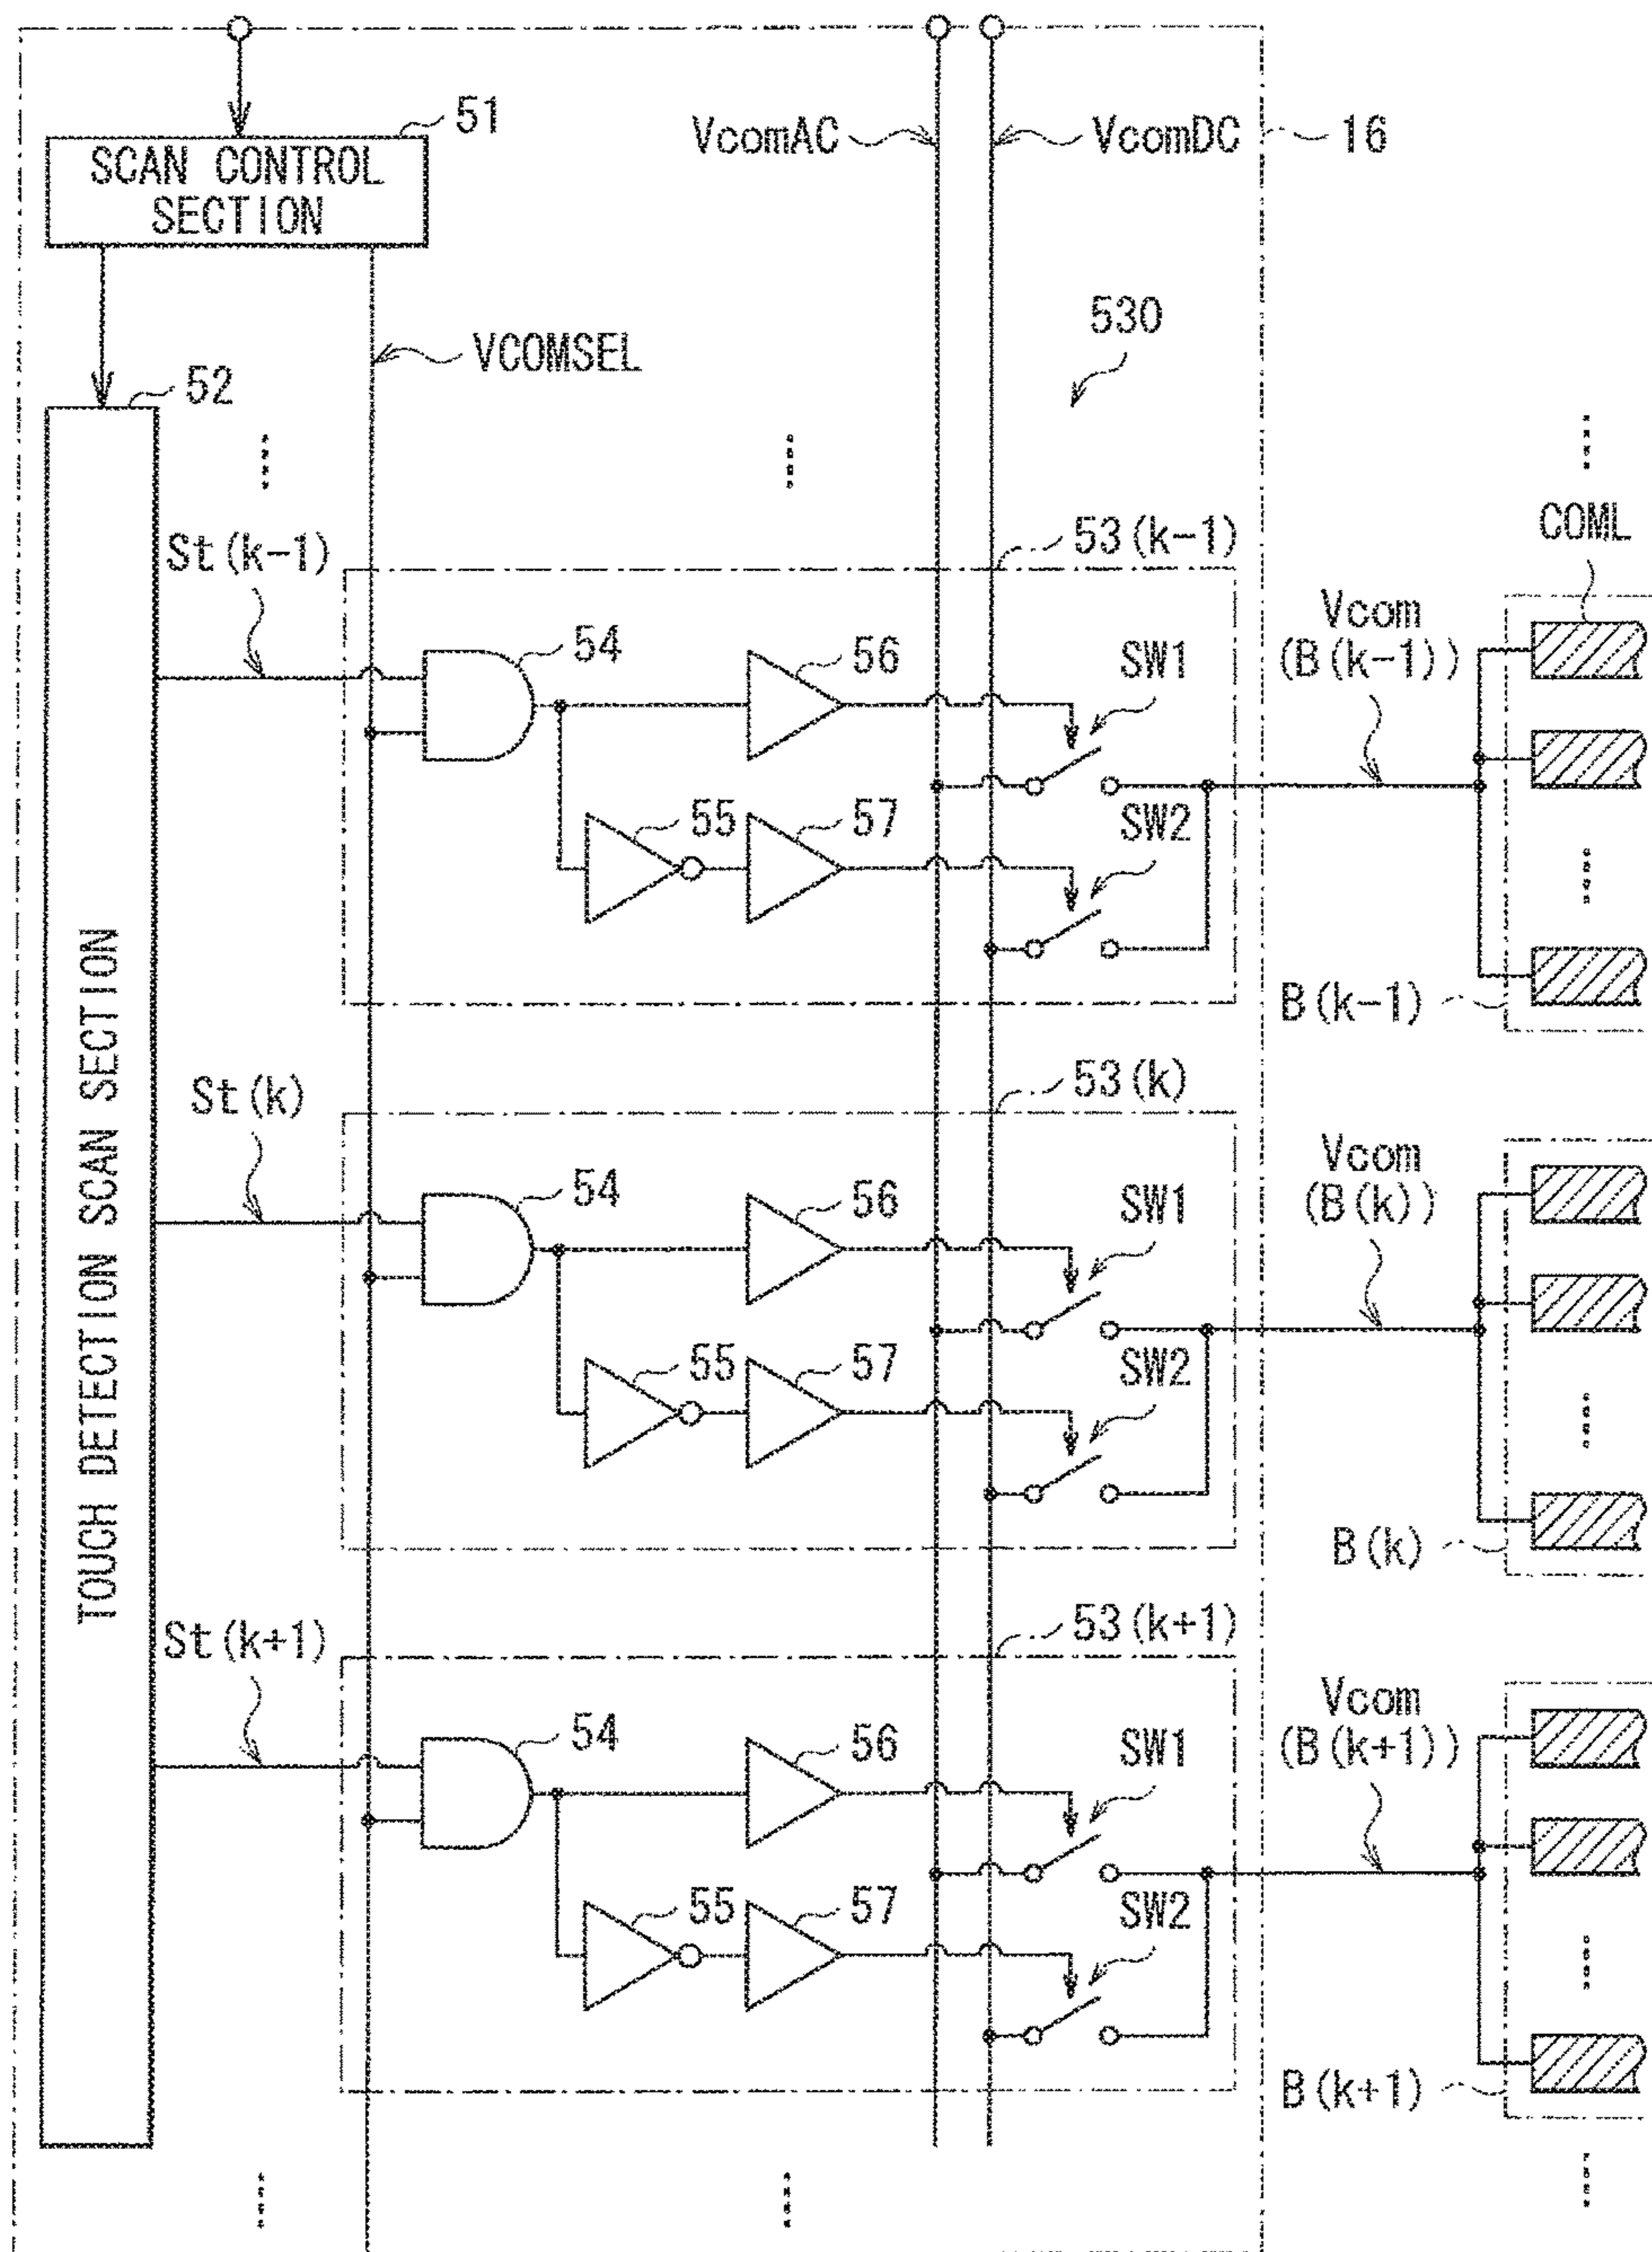 51
SCAN CONTROL
SECTION
VcomAC
VcomDC
16
530
VCOMSEL
52
COML
53(k-1)
St(k-1)
Vcom
(B(k-1))
54
56
SW1
55
57
SW2
B(k-1)
TOUCH DETECTION SCAN SECTION
53(k)
St(k)
Vcom
(B(k))
54
56
SW1
55
57
SW2
B(k)
53(k+1)
St(k+1)
Vcom
(B(k+1))
54
56
SW1
55
57
SW2
B(k+1)